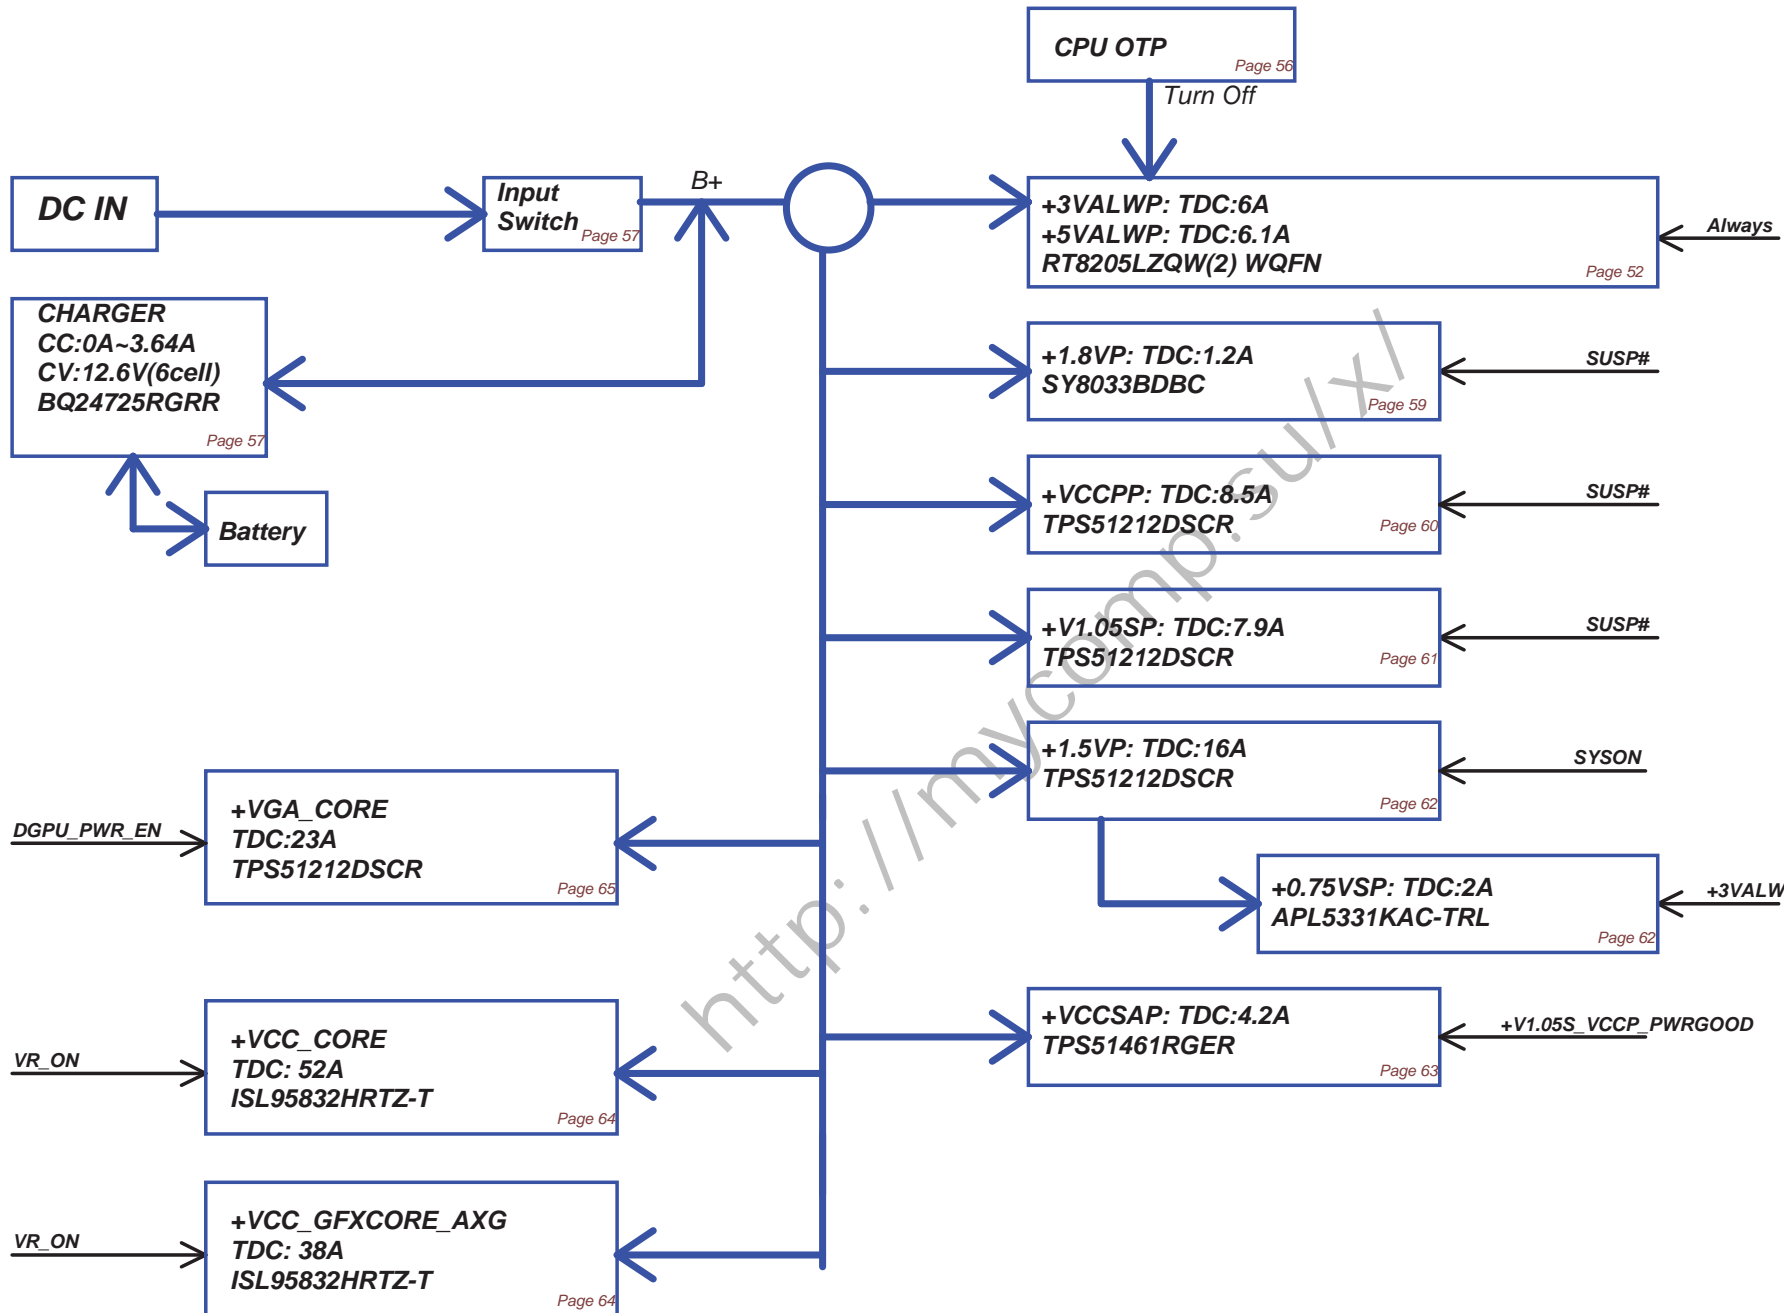 CPU OTP
Page 56
Turn Off
DC IN
Input
Switch
Page 57
B+
+3VALWP: TDC:6A
+5VALWP: TDC:6.1A
RT8205LZQW(2) WQFN
Page 52
Always
CHARGER
CC:0A~3.64A
CV:12.6V(6cell)
BQ24725RGRR
Page 57
Battery
+1.8VP: TDC:1.2A
SY8033BDBC
Page 59
SUSP#
+VCCPP: TDC:8.5A
TPS51212DSCR
Page 60
SUSP#
+V1.05SP: TDC:7.9A
TPS51212DSCR
Page 61
SUSP#
+1.5VP: TDC:16A
TPS51212DSCR
Page 62
SYSON
DGPU_PWR_EN
+VGA_CORE
TDC:23A
TPS51212DSCR
Page 65
+0.75VSP: TDC:2A
APL5331KAC-TRL
Page 62
+3VALW
VR_ON
+VCC_CORE
TDC: 52A
ISL95832HRTZ-T
Page 64
+VCCSAP: TDC:4.2A
TPS51461RGER
Page 63
+V1.05S_VCCP_PWRGOOD
VR_ON
+VCC_GFXCORE_AXG
TDC: 38A
ISL95832HRTZ-T
Page 64
http://mycomp.su/x/